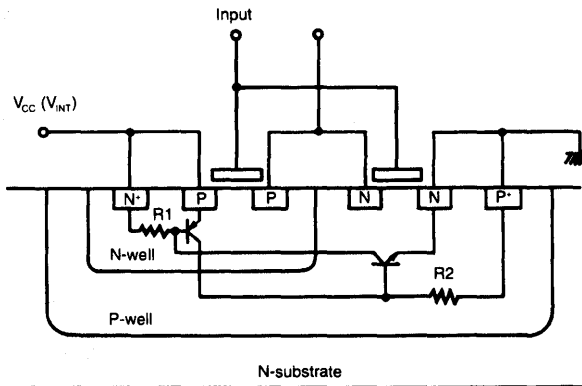 Input
VCC (VINT)
N+ P P N N P+
R1
N-well
R2
P-well
N-substrate